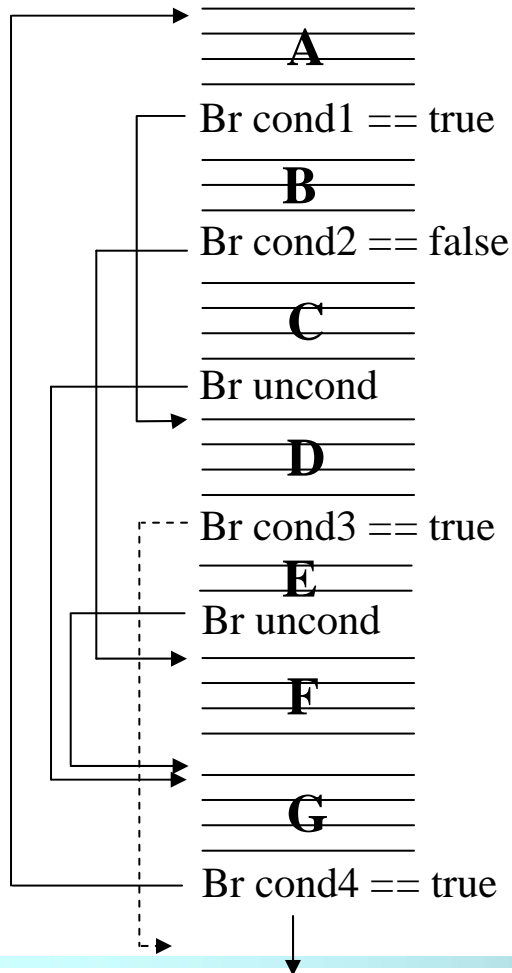 A
Br cond1 == true
B
Br cond2 == false
C
Br uncond
D
Br cond3 == true
E
Br uncond
F
G
Br cond4 == true